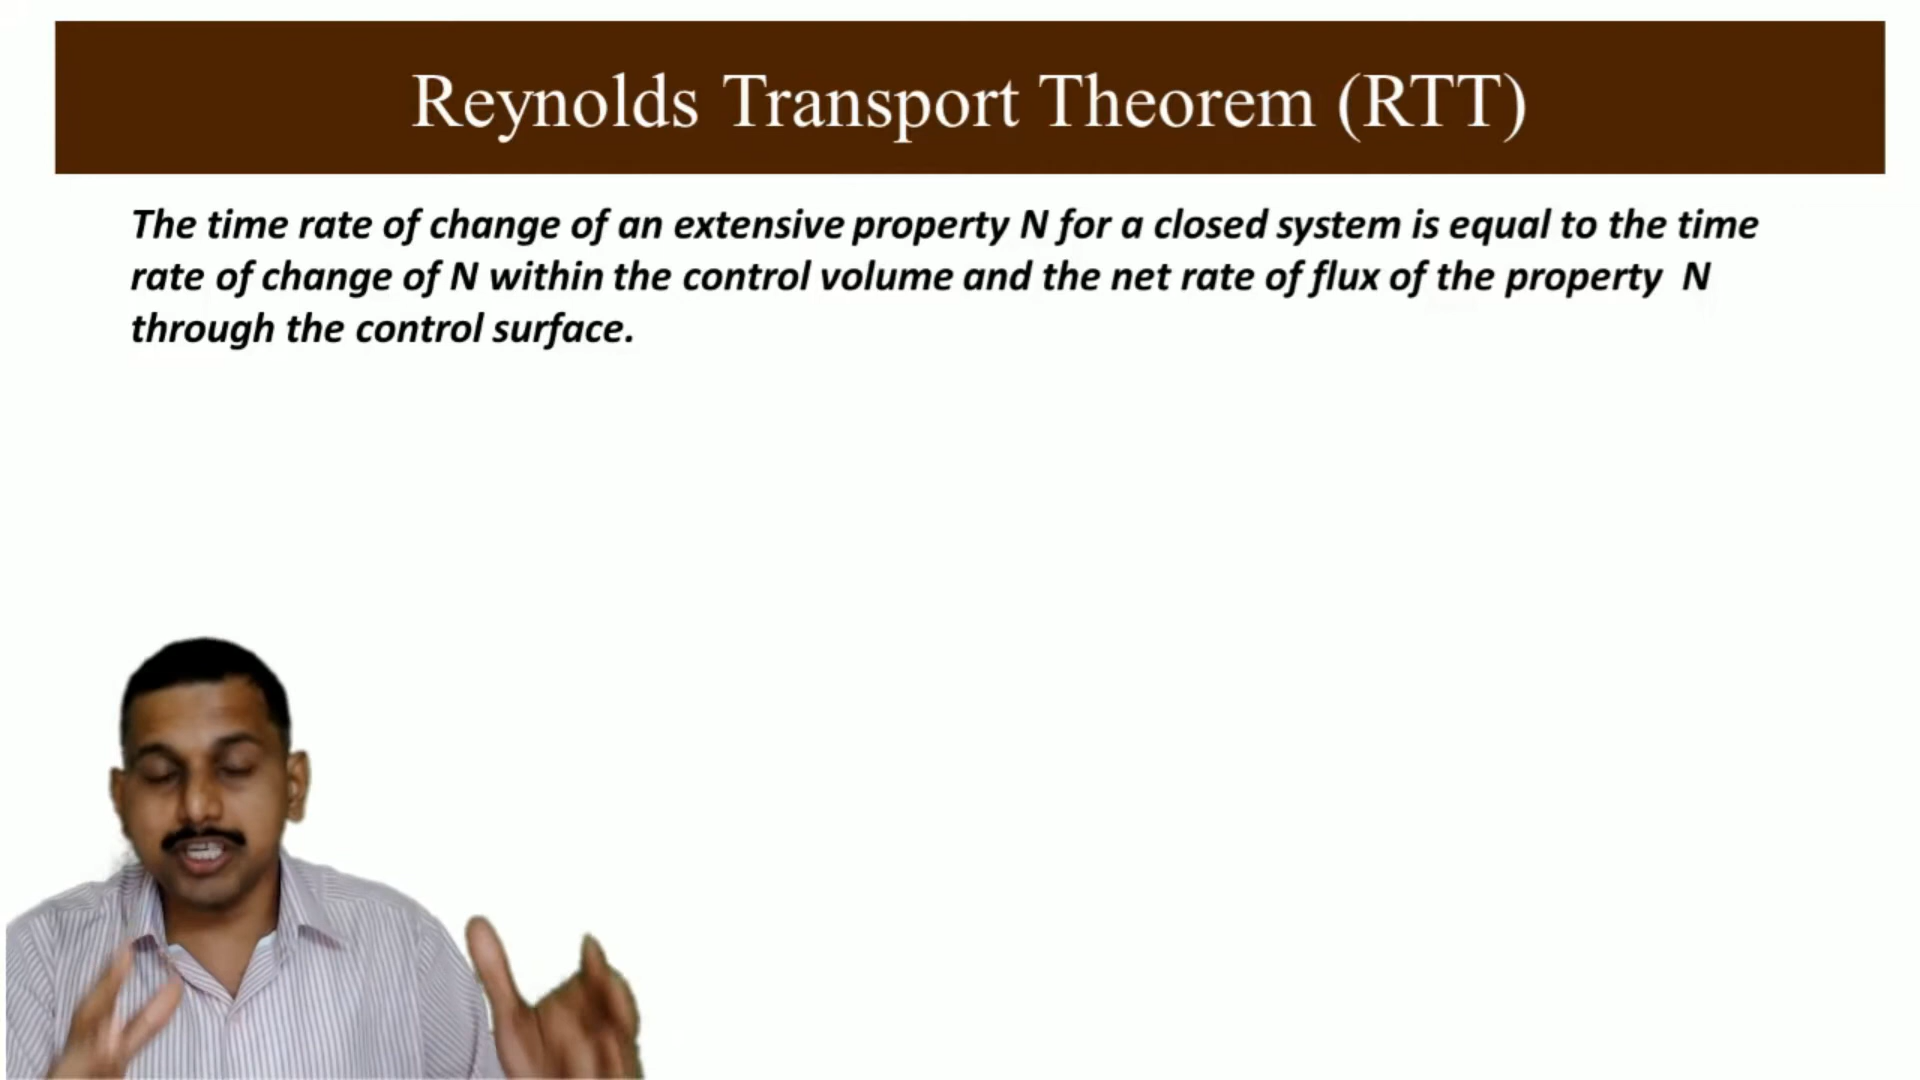 Reynolds Transport Theorem (RTT)
The time rate of change of an extensive property N for a closed system is equal to the time
rate of change of N within the control volume and the net rate of flux of the property N
through the control surface.